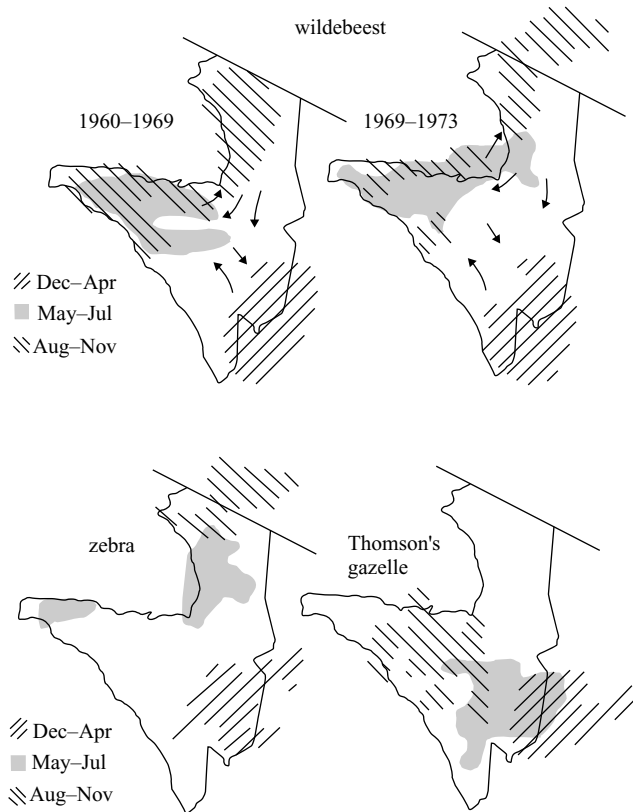 wildebeest
1960–1969
1969–1973
Dec–Apr
May–Jul
Aug–Nov
zebra
Thomson's
gazelle
Dec–Apr
May–Jul
Aug–Nov